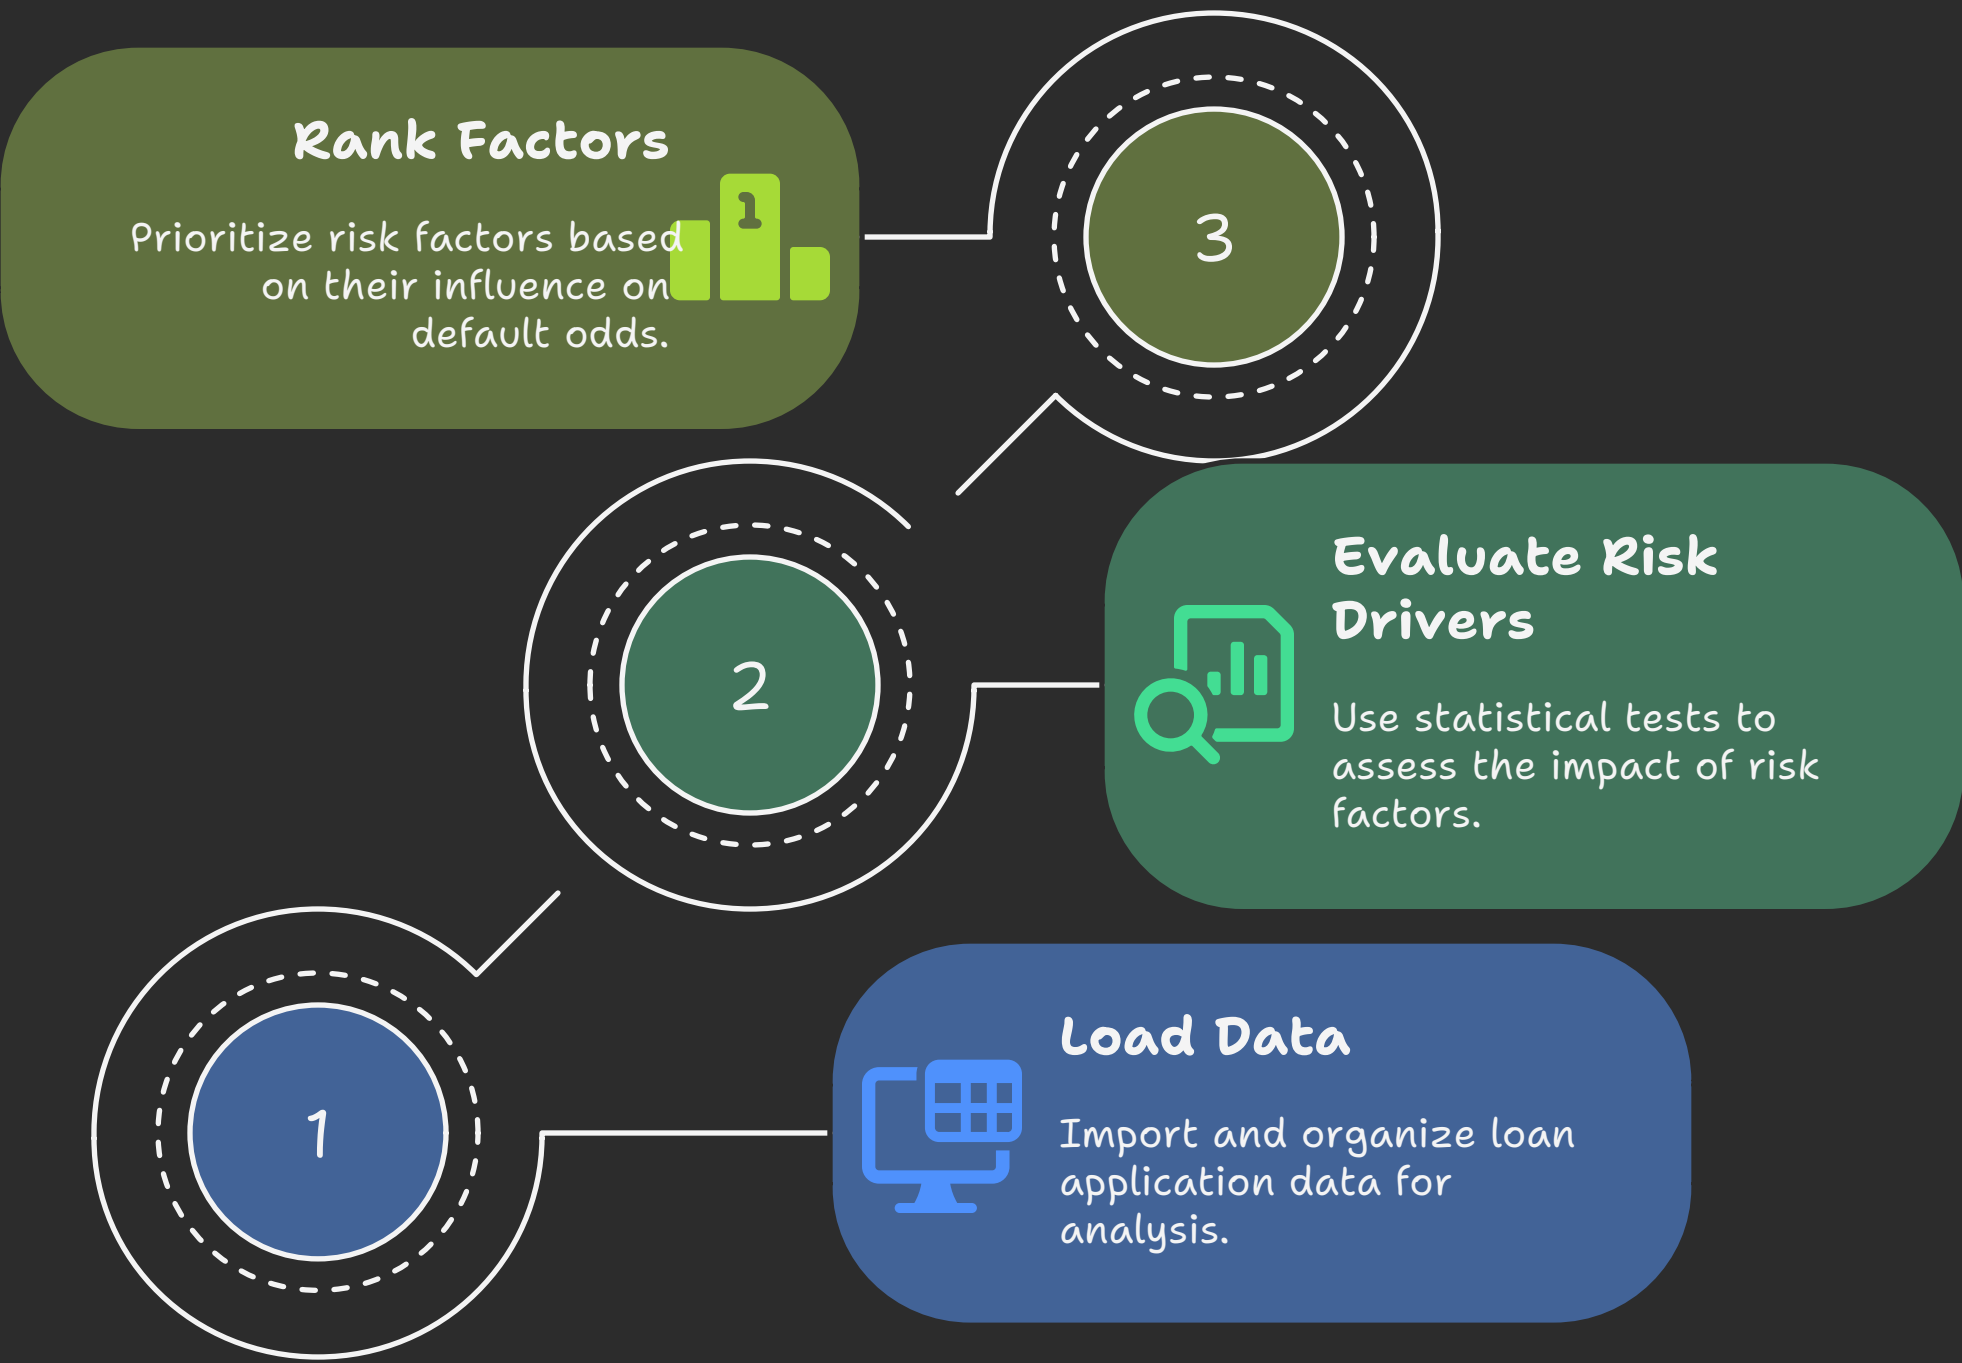 Rank Factors
1
Prioritize risk factors based
on their influence on
default odds.
3
Evaluate Risk
Drivers
2
Use statistical tests to
assess the impact of risk
factors.
Load Data
1
Import and organize loan
application data for
analysis.